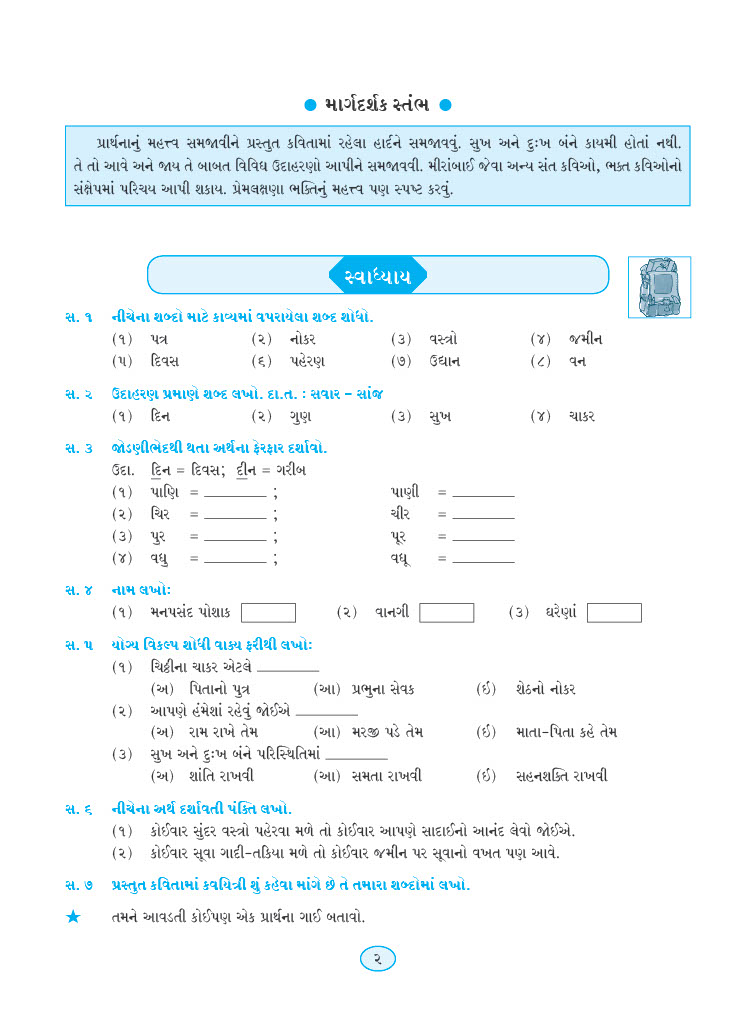 ● માર્ગદર્શક સ્તંભ ●
પ્રાર્થનાનું મહત્ત્વ સમજાવીને પ્રસ્તુત કવિતામાં રહેલા હાર્દને સમજાવવું. સુખ અને દુઃખ બંને કાયમી હોતાં નથી.
તે તો આવે અને જાય તે બાબત વિવિધ ઉદાહરણો આપીને સમજાવવી. મીરાંબાઈ જેવા અન્ય સંત કવિઓ, ભક્ત કવિઓનો
સંક્ષેપમાં પરિચય આપી શકાય. પ્રેમલક્ષણા ભક્તિનું મહત્ત્વ પણ સ્પષ્ટ કરવું.
સ્વાધ્યાય
સ. ૧ નીચેના શબ્દો માટે કાવ્યમાં વપરાયેલા શબ્દ શોધો.
(૧) પત્ર (૨) નોકર (૩) વસ્ત્રો (૪) જમીન
(૫) દિવસ (૬) પહેરણ (૭) ઉદ્યાન (૮) વન
સ. ૨ ઉદાહરણ પ્રમાણે શબ્દ લખો. દા.ત. : સવાર – સાંજ
(૧) દિન (૨) ગુણ (૩) સુખ (૪) ચાકર
સ. ૩ જોડણીભેદથી થતા અર્થના ફેરફાર દર્શાવો.
ઉદા. દિન = દિવસ; દીન = ગરીબ
(૧) પાણિ = ________ ; પાણી = ________
(૨) ચિર = ________ ; ચીર = ________
(૩) પુર = ________ ; પૂર = ________
(૪) વધુ = ________ ; વધૂ = ________
સ. ૪ નામ લખોઃ
(૧) મનપસંદ પોશાક (૨) વાનગી (૩) ઘરેણાં
સ. ૫ યોગ્ય વિકલ્પ શોધી વાક્ય ફરીથી લખોઃ
(૧) ચિઠ્ઠીના ચાકર એટલે ________
(અ) પિતાનો પુત્ર (આ) પ્રભુના સેવક (ઇ) શેઠનો નોકર
(૨) આપણે હંમેશાં રહેવું જોઈએ ________
(અ) રામ રાખે તેમ (આ) મરજી પડે તેમ (ઇ) માતા-પિતા કહે તેમ
(૩) સુખ અને દુઃખ બંને પરિસ્થિતિમાં ________
(અ) શાંતિ રાખવી (આ) સમતા રાખવી (ઇ) સહનશક્તિ રાખવી
સ. ૬ નીચેના અર્થ દર્શાવતી પંક્તિ લખો.
(૧) કોઈવાર સુંદર વસ્ત્રો પહેરવા મળે તો કોઈવાર આપણે સાદાઈનો આનંદ લેવો જોઈએ.
(૨) કોઈવાર સૂવા ગાદી-તકિયા મળે તો કોઈવાર જમીન પર સૂવાનો વખત પણ આવે.
સ. ૭ પ્રસ્તુત કવિતામાં કવયિત્રી શું કહેવા માંગે છે તે તમારા શબ્દોમાં લખો.
★ તમને આવડતી કોઈપણ એક પ્રાર્થના ગાઈ બતાવો.
૨